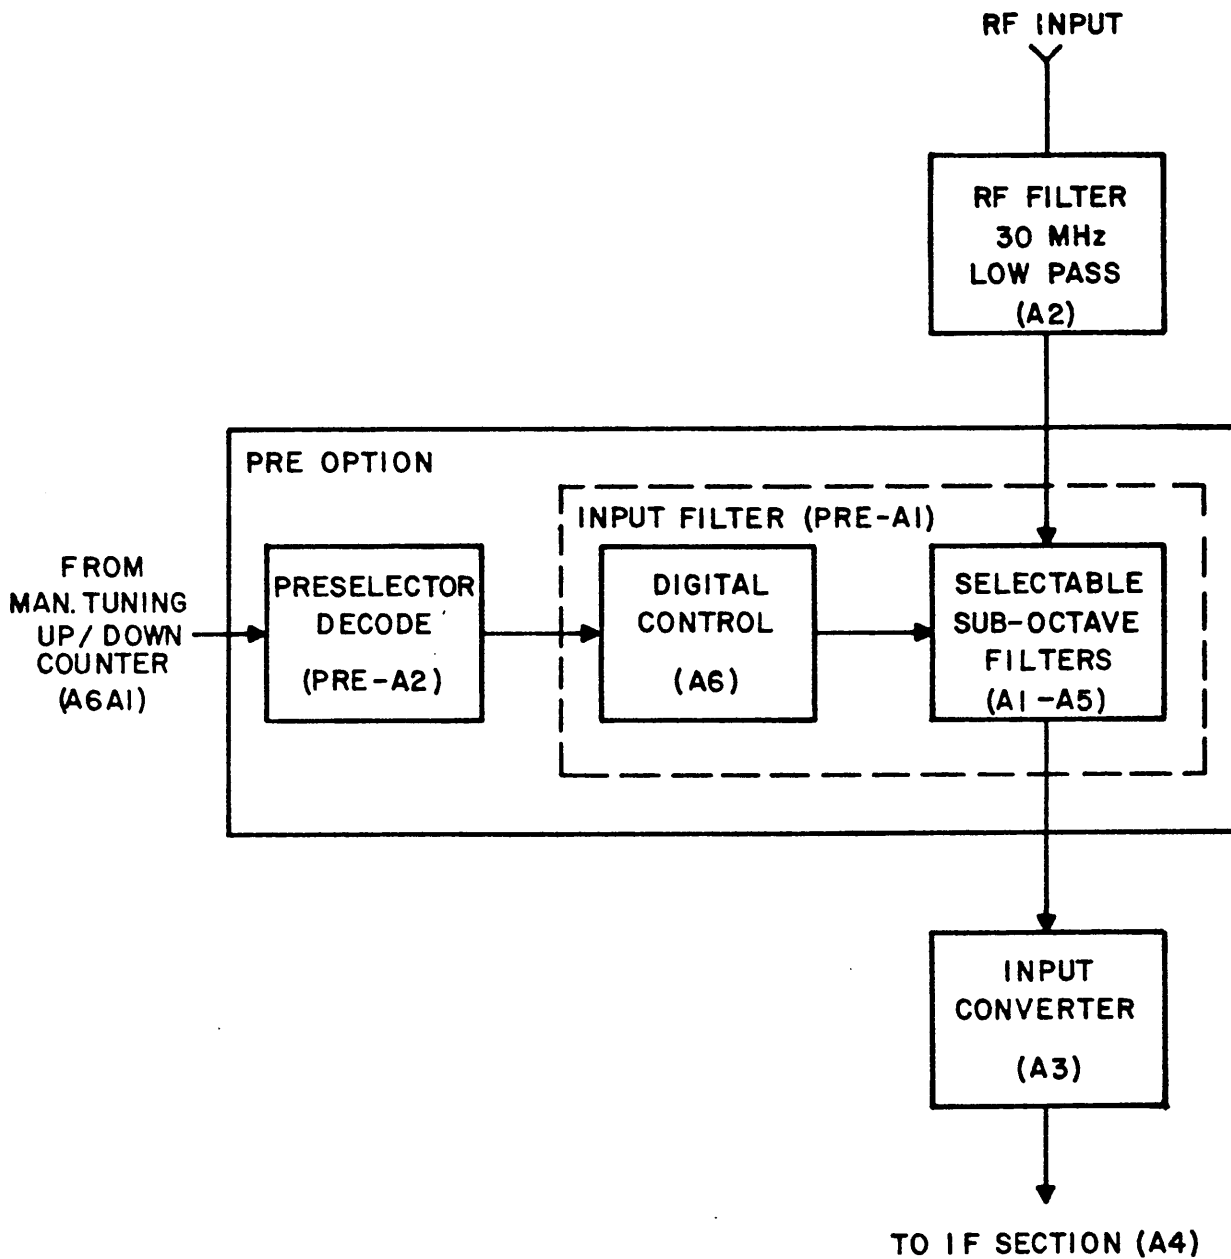 RF INPUT
RF FILTER
30 MHz
LOW PASS
(A2)
PRE OPTION
INPUT FILTER (PRE-A1)
FROM
MAN. TUNING
UP/DOWN
COUNTER
(A6A1)
PRESELECTOR
DECODE
(PRE-A2)
DIGITAL
CONTROL
(A6)
SELECTABLE
SUB-OCTAVE
FILTERS
(A1-A5)
INPUT
CONVERTER
(A3)
TO IF SECTION (A4)